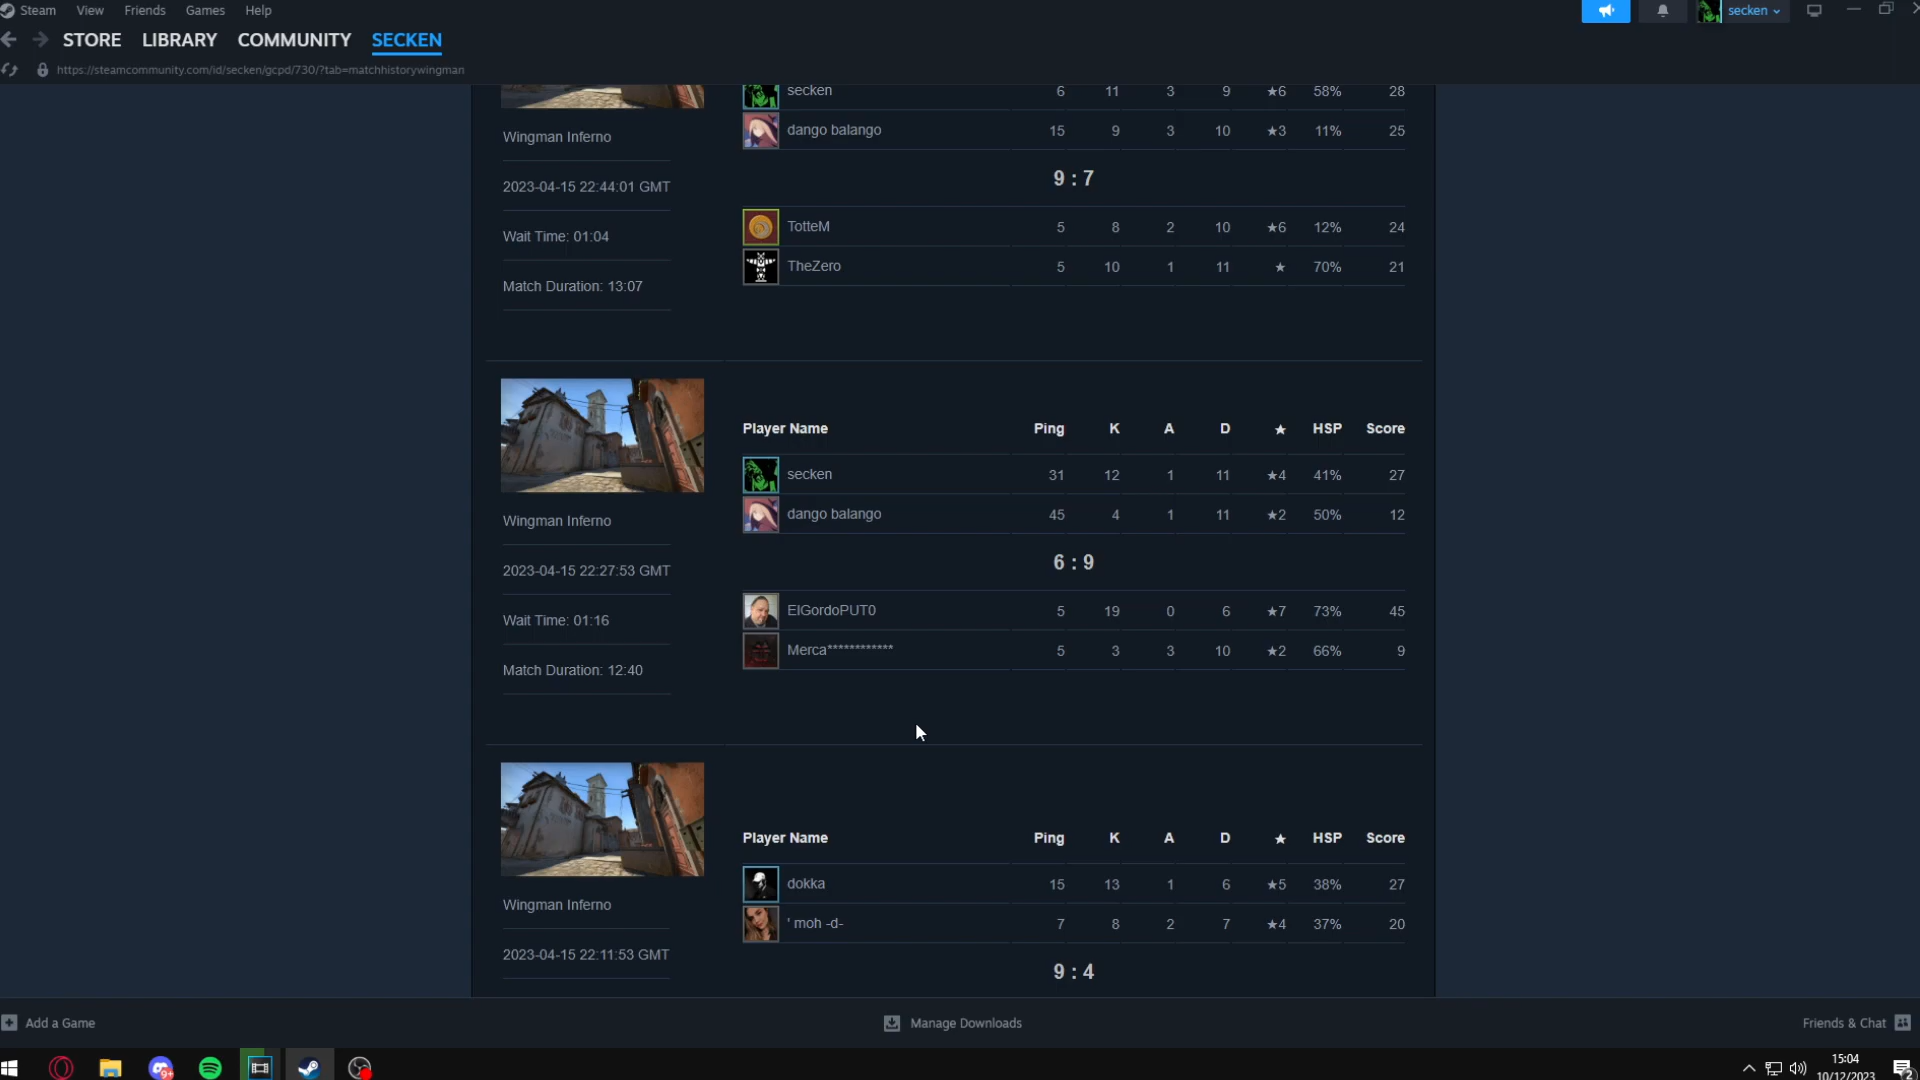 Steam View Friends Games Help secken
STORE LIBRARY COMMUNITY SECKEN
https://steamcommunity.com/id/secken/gcpd/730/?tab=matchhistorywingman
secken 6 11 3 9 ★6 58% 28
dango balango 15 9 3 10 ★3 11% 25
Wingman Inferno
9 : 7
2023-04-15 22:44:01 GMT
TotteM 5 8 2 10 ★6 12% 24
Wait Time: 01:04
TheZero 5 10 1 11 ★ 70% 21
Match Duration: 13:07
Player Name Ping K A D ★ HSP Score
secken 31 12 1 11 ★4 41% 27
dango balango 45 4 1 11 ★2 50% 12
Wingman Inferno
6 : 9
2023-04-15 22:27:53 GMT
ElGordoPUT0 5 19 0 6 ★7 73% 45
Wait Time: 01:16
Merca************ 5 3 3 10 ★2 66% 9
Match Duration: 12:40
Player Name Ping K A D ★ HSP Score
dokka 15 13 1 6 ★5 38% 27
Wingman Inferno
' moh -d- 7 8 2 7 ★4 37% 20
2023-04-15 22:11:53 GMT
9 : 4
Add a Game Manage Downloads Friends & Chat
9+
15:04
10/12/2023
2